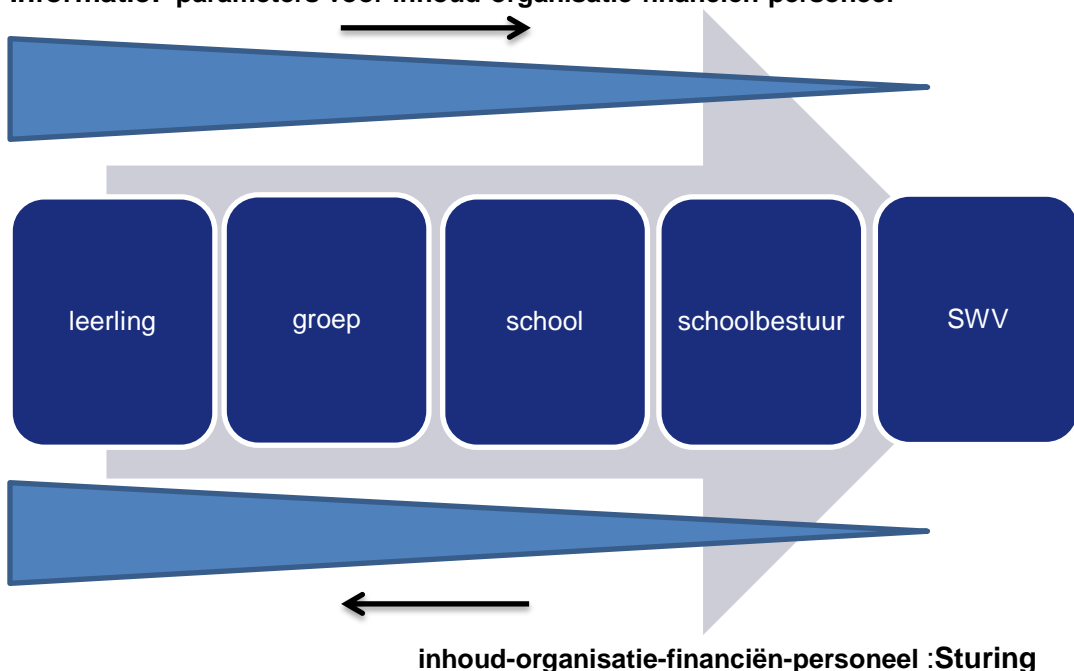 Informatie: parameters voor inhoud-organisatie-financiën-personeel
leerling
groep
school
schoolbestuur
SWV
inhoud-organisatie-financiën-personeel :Sturing